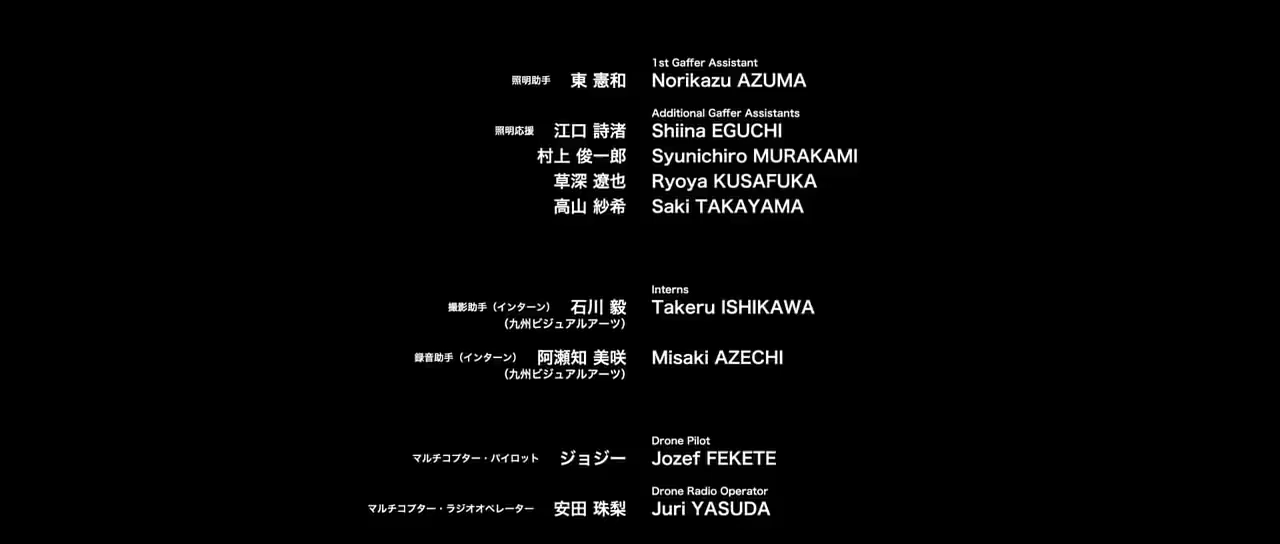 1st Gaffer Assistant
照明助手 東 憲和 Norikazu AZUMA
Additional Gaffer Assistants
照明応援 江口 詩渚 Shiina EGUCHI
村上 俊一郎 Syunichiro MURAKAMI
草深 遼也 Ryoya KUSAFUKA
高山 紗希 Saki TAKAYAMA
Interns
撮影助手（インターン） 石川 毅 Takeru ISHIKAWA
（九州ビジュアルアーツ）
録音助手（インターン） 阿瀬知 美咲 Misaki AZECHI
（九州ビジュアルアーツ）
Drone Pilot
マルチコプター・パイロット ジョジー Jozef FEKETE
Drone Radio Operator
マルチコプター・ラジオオペレーター 安田 珠梨 Juri YASUDA